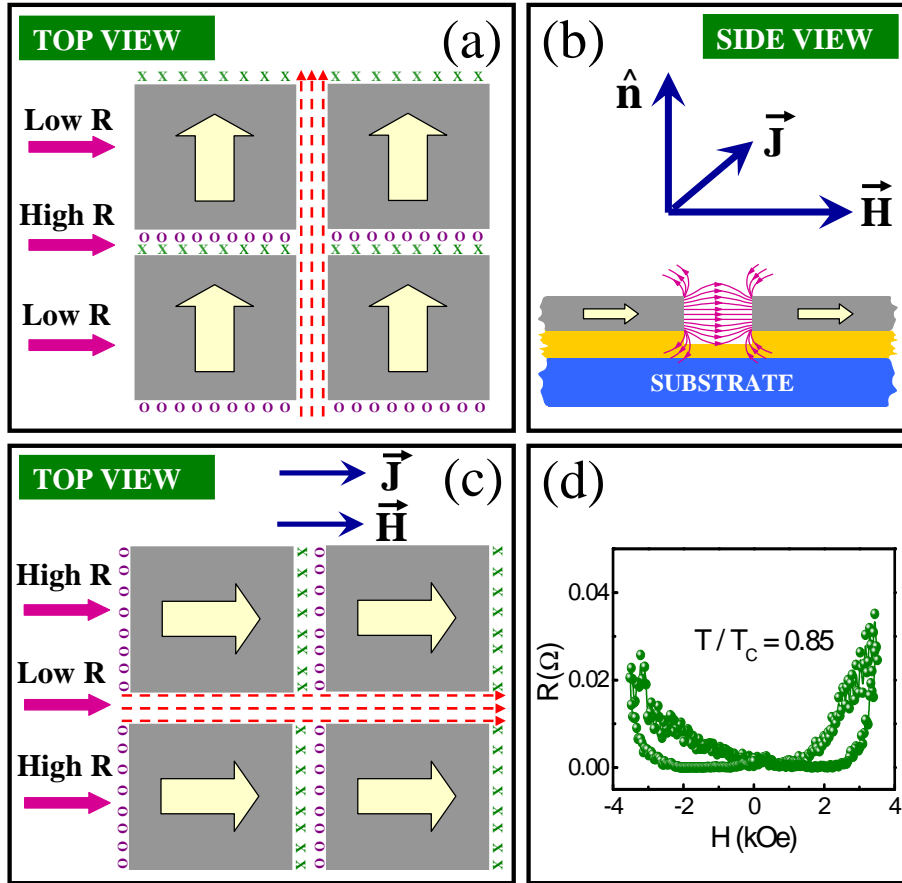 TOP VIEW
(a)
X X X X X X X X X X X X X X X X
Low R
High R
O O O O O O O O O O O O O O O O O O
X X X X X X X X X X X X X X X X
Low R
O O O O O O O O O O O O O O O O O O
(b)
SIDE VIEW
n̂
J⃗
H⃗
SUBSTRATE
TOP VIEW
J⃗
(c)
H⃗
High R
Low R
High R
(d)
0.04
T / T_C = 0.85
R (Ω)
0.02
0.00
-4 -2 0 2 4
H (kOe)